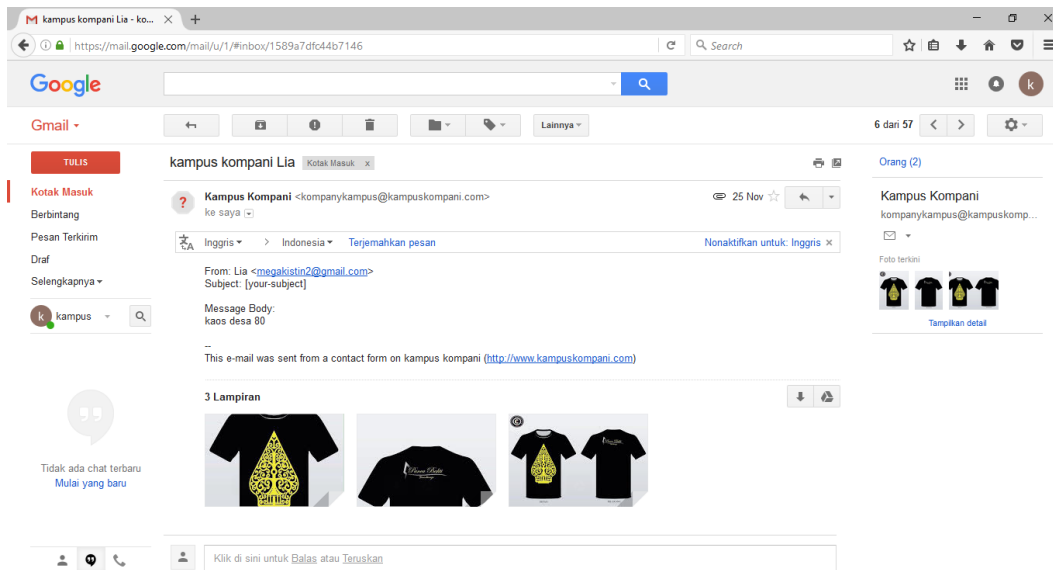 kampus kompani Lia - ko...
https://mail.google.com/mail/u/1/#inbox/1589a7dfc44b7146
Search
Google
k
Gmail
Lainnya
6 dari 57
TULIS
kampus kompani Lia
Kotak Masuk x
Orang (2)
Kotak Masuk
Berbintang
Pesan Terkirim
Draf
Selengkapnya
k kampus
? Kampus Kompani <kompanykampus@kampuskompani.com>
25 Nov
ke saya
Inggris > Indonesia Terjemahkan pesan
Nonaktifkan untuk: Inggris x
From: Lia <megakistin2@gmail.com>
Subject: [your-subject]
Message Body:
kaos desa 80
--
This e-mail was sent from a contact form on kampus kompani (http://www.kampuskompani.com)
3 Lampiran
©
Kampus Kompani
kompanykampus@kampuskomp...
Foto terkini
Tampilkan detail
Tidak ada chat terbaru
Mulai yang baru
Klik di sini untuk Balas atau Teruskan